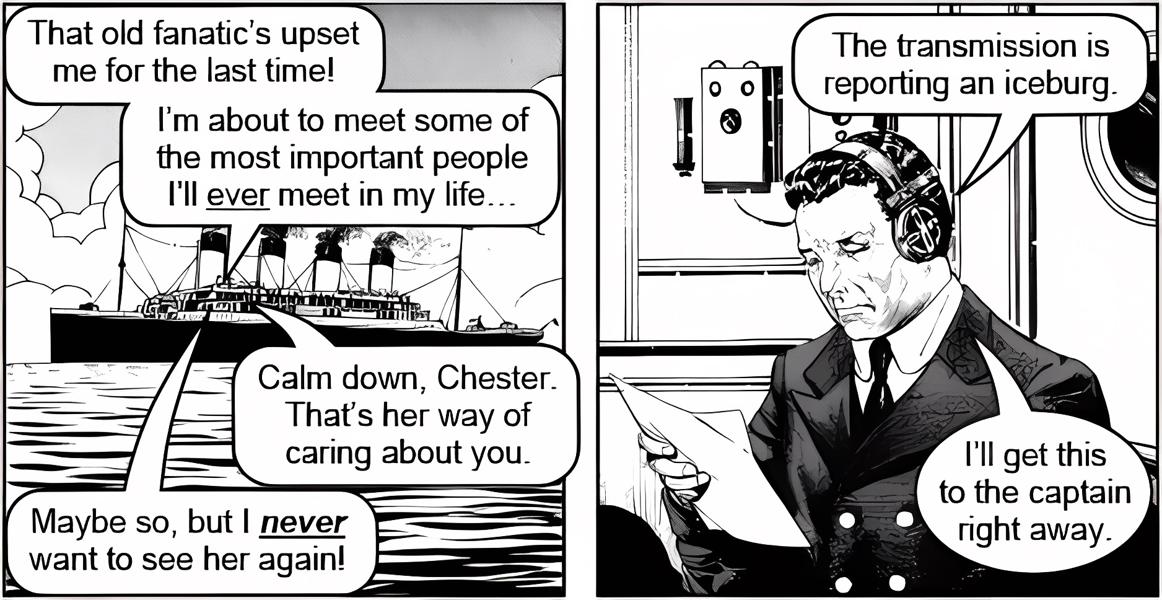 That old fanatic's upset
me for the last time!
I'm about to meet some of
the most important people
I'll ever meet in my life...
Calm down, Chester.
That's her way of
caring about you.
Maybe so, but I never
want to see her again!
The transmission is
reporting an iceburg.
I'll get this
to the captain
right away.